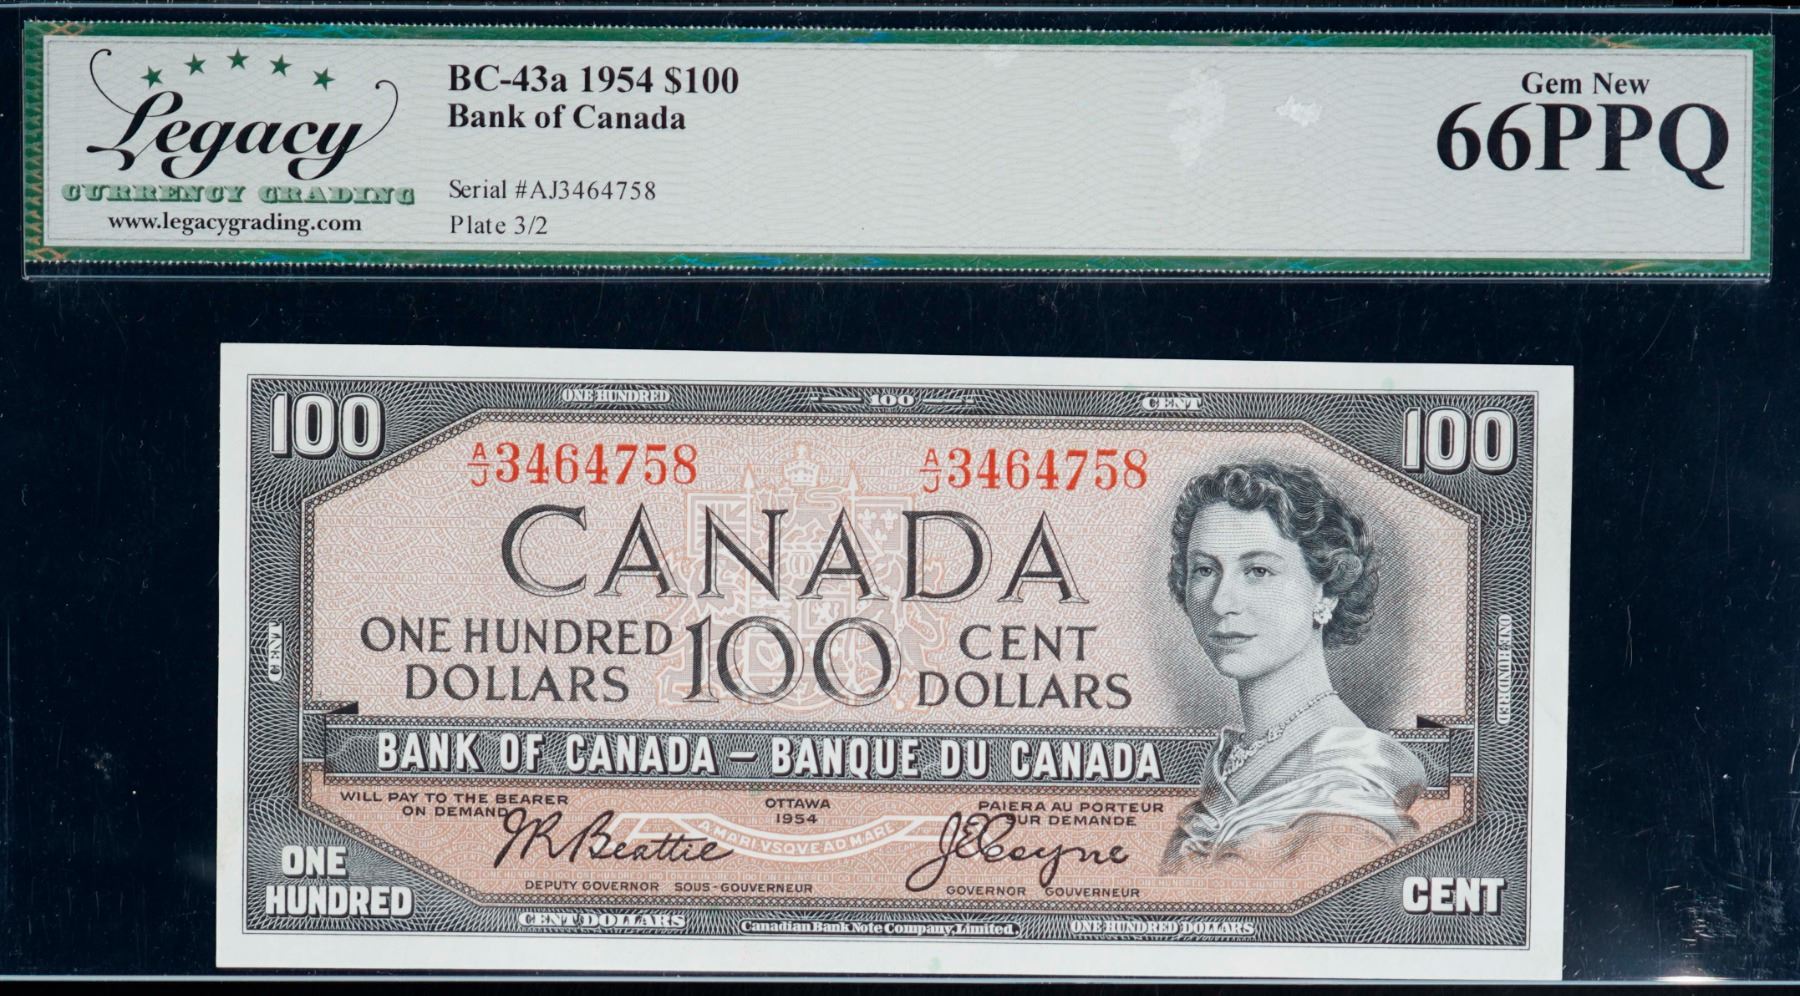 Legacy
CURRENCY GRADING
www.legacygrading.com
BC-43a 1954 $100
Bank of Canada
Serial #AJ3464758
Plate 3/2
Gem New
66PPQ
ONE HUNDRED 100 CENT
100 100
A/J 3464758 A/J 3464758
CANADA
ONE HUNDRED DOLLARS 100 CENT DOLLARS
CENT
ONE HUNDRED
BANK OF CANADA – BANQUE DU CANADA
WILL PAY TO THE BEARER
ON DEMAND
OTTAWA
1954
PAIERA AU PORTEUR
SUR DEMANDE
A MARI VSQVE AD MARE
JRBeattie
JECoyne
DEPUTY GOVERNOR SOUS-GOUVERNEUR
GOVERNOR GOUVERNEUR
ONE
HUNDRED
CENT
CENT DOLLARS Canadian Bank Note Company, Limited. ONE HUNDRED DOLLARS